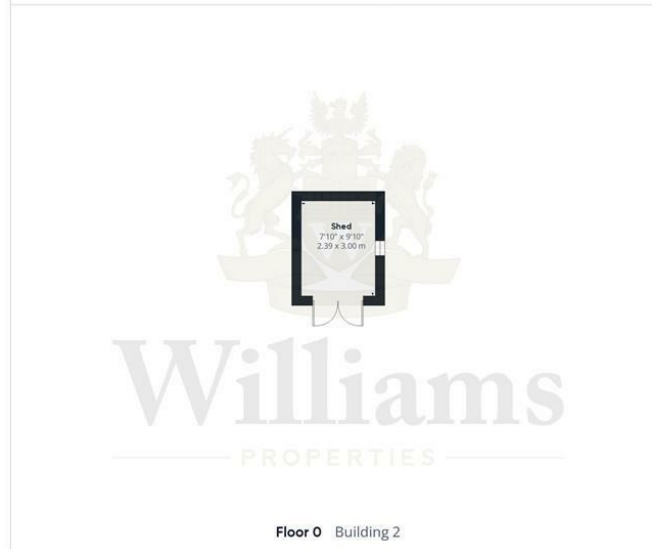 Shed
7'10" x 9'10"
2.39 x 3.00 m
Williams
PROPERTIES
Floor 0 Building 2